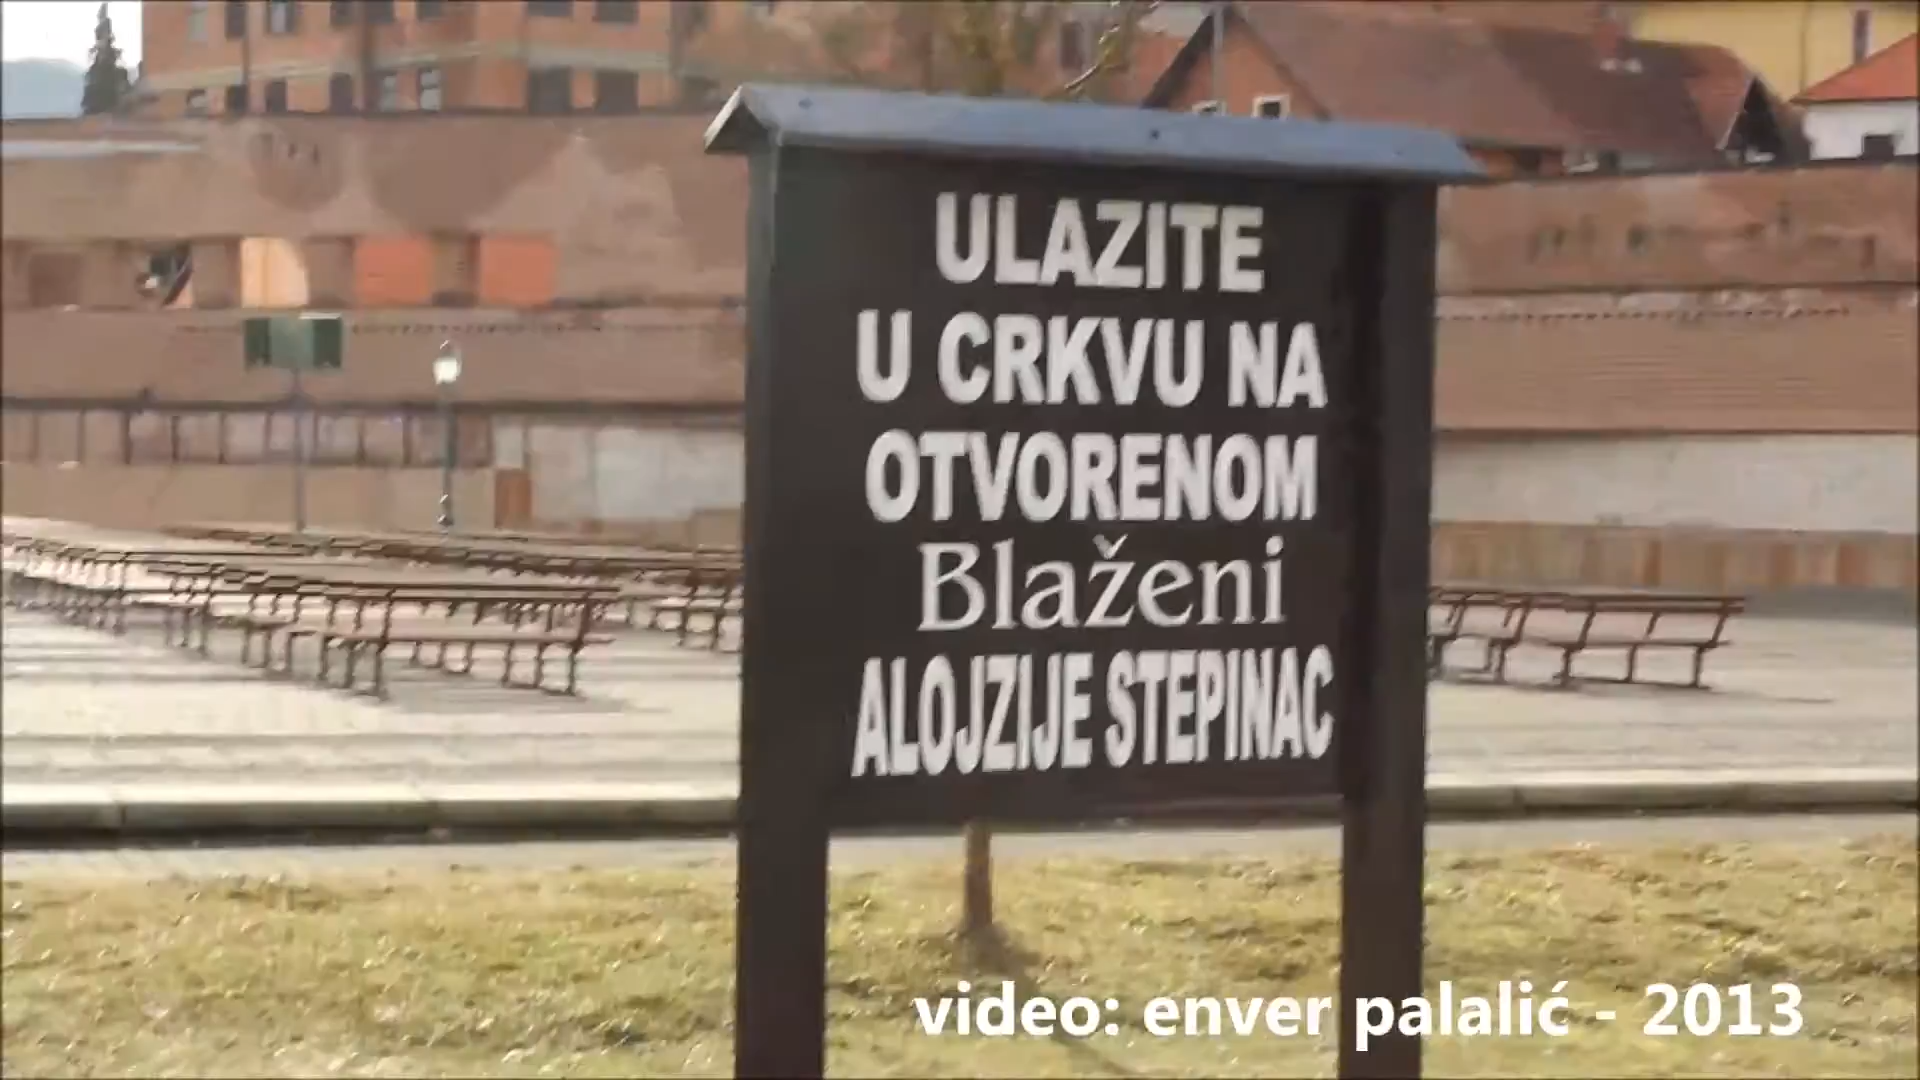 ULAZITE
U CRKVU NA
OTVORENOM
Blaženi
ALOJZIJE STEPINAC
video: enver palalić - 2013